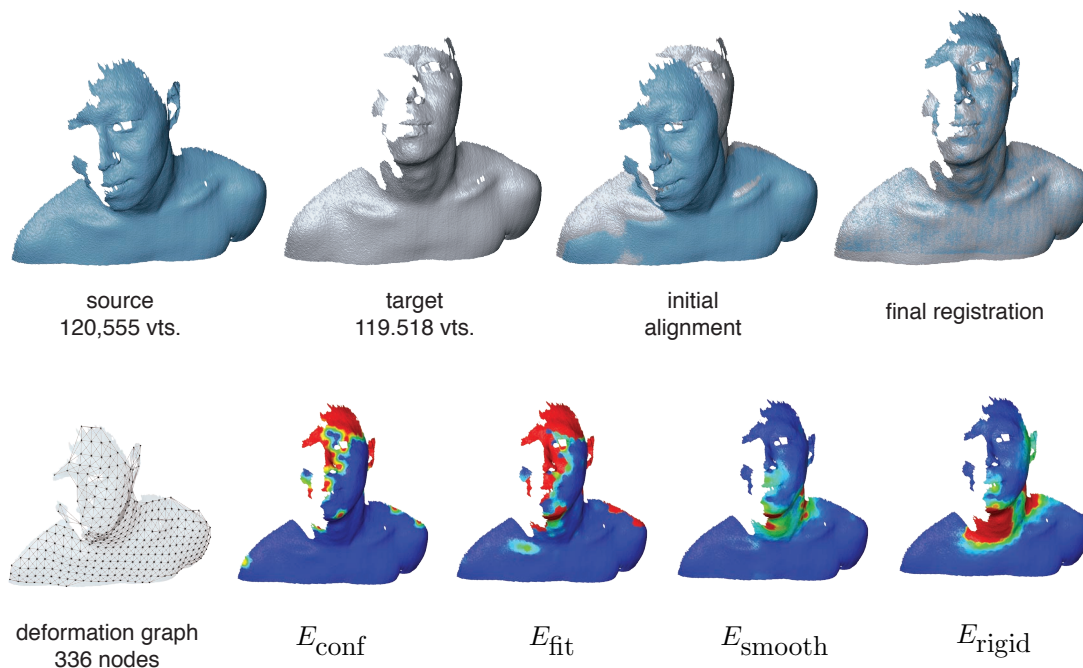 source
120,555 vts.
target
119.518 vts.
initial
alignment
final registration
deformation graph
336 nodes
E_conf
E_fit
E_smooth
E_rigid